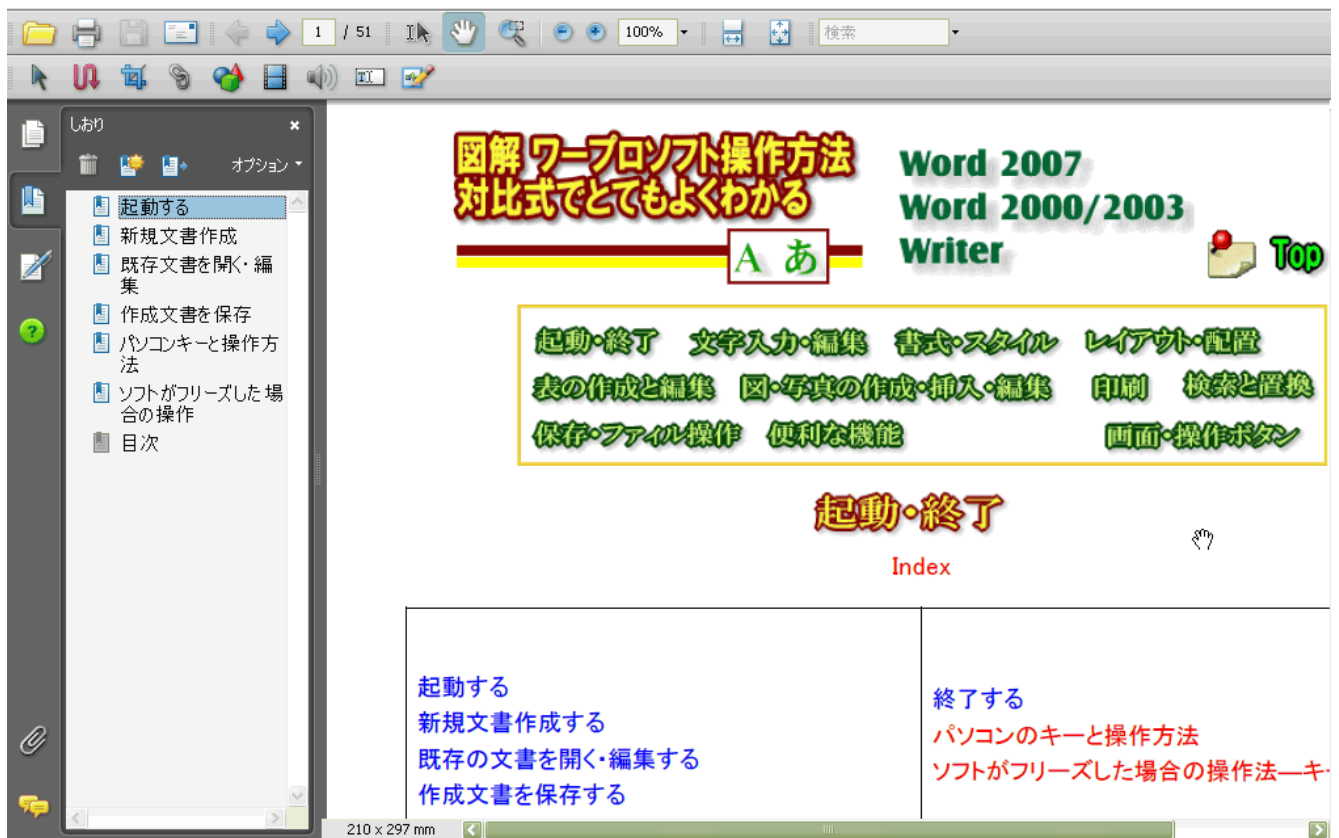 1 / 51
100%
検索
しおり
オプション
起動する
新規文書作成
既存文書を開く・編
集
作成文書を保存
パソコンキーと操作方
法
ソフトがフリーズした場
合の操作
目次
図解 ワープロソフト操作方法
対比式でとてもよくわかる
A あ
Word 2007
Word 2000/2003
Writer
Top
起動・終了 文字入力・編集 書式・スタイル レイアウト・配置
表の作成と編集 図・写真の作成・挿入・編集 印刷 検索と置換
保存・ファイル操作 便利な機能 画面・操作ボタン
起動・終了
Index
起動する
新規文書作成する
既存の文書を開く・編集する
作成文書を保存する
終了する
パソコンのキーと操作方法
ソフトがフリーズした場合の操作法―キー
210 x 297 mm